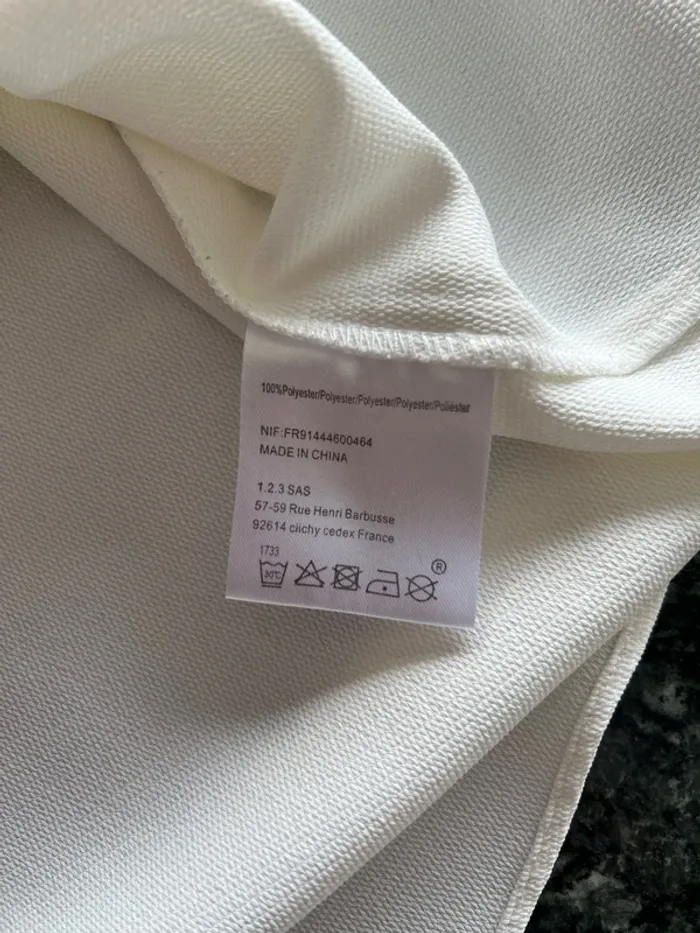 100%Polyester/Polyester/Polyester/Polyester/Poliester
NIF:FR91444600464
MADE IN CHINA
1.2.3 SAS
57-59 Rue Henri Barbusse
92614 clichy cedex France
1733
30°C
®